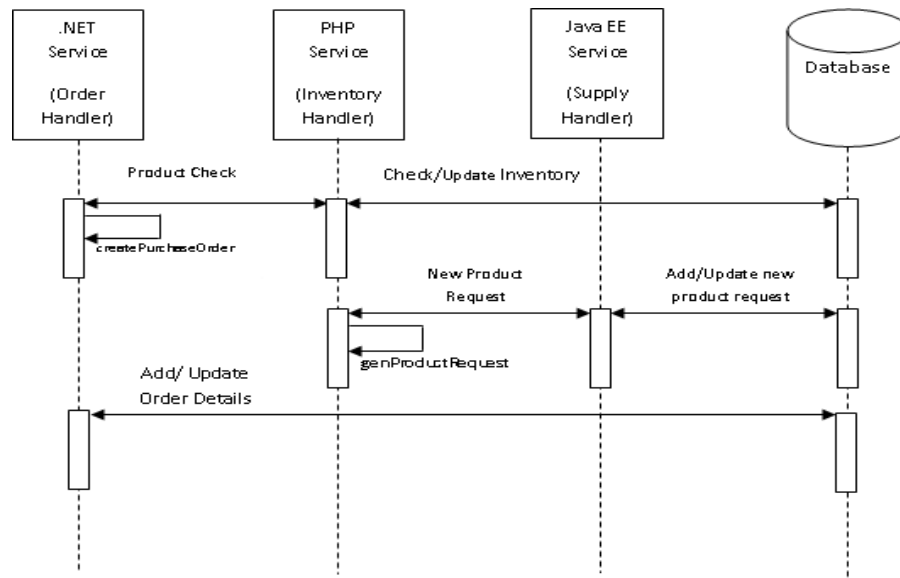 .NET
Service
(Order
Handler)
PHP
Service
(Inventory
Handler)
Java EE
Service
(Supply
Handler)
Database
Product Check
Check/Update Inventory
createPurchaseOrder
New Product
Request
Add/Update new
product request
genProductRequest
Add/ Update
Order Details